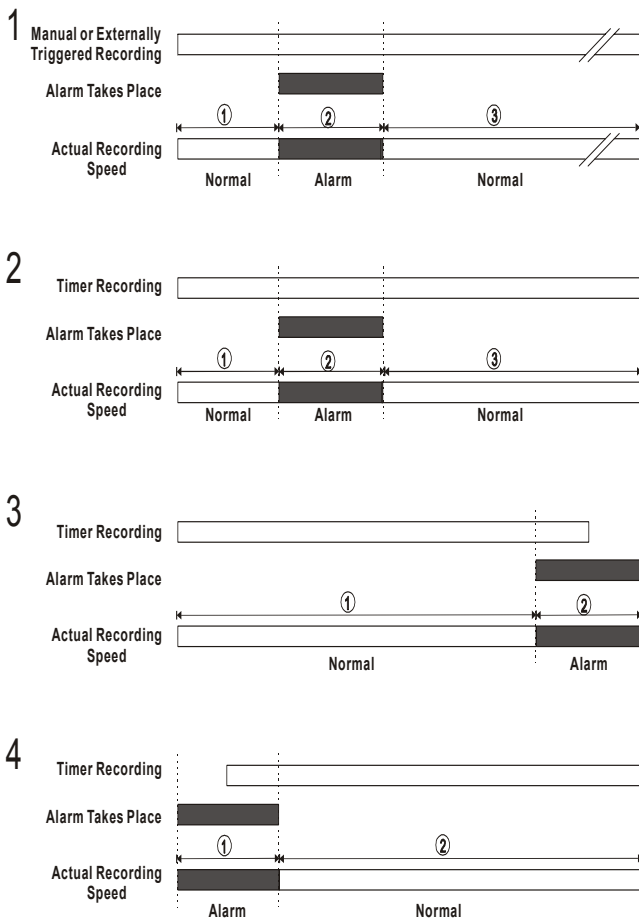 1
Manual or Externally
Triggered Recording
Alarm Takes Place
① ② ③
Actual Recording
Speed
Normal Alarm Normal
2
Timer Recording
Alarm Takes Place
① ② ③
Actual Recording
Speed
Normal Alarm Normal
3
Timer Recording
Alarm Takes Place
① ②
Actual Recording
Speed
Normal Alarm
4
Timer Recording
Alarm Takes Place
① ②
Actual Recording
Speed
Alarm Normal